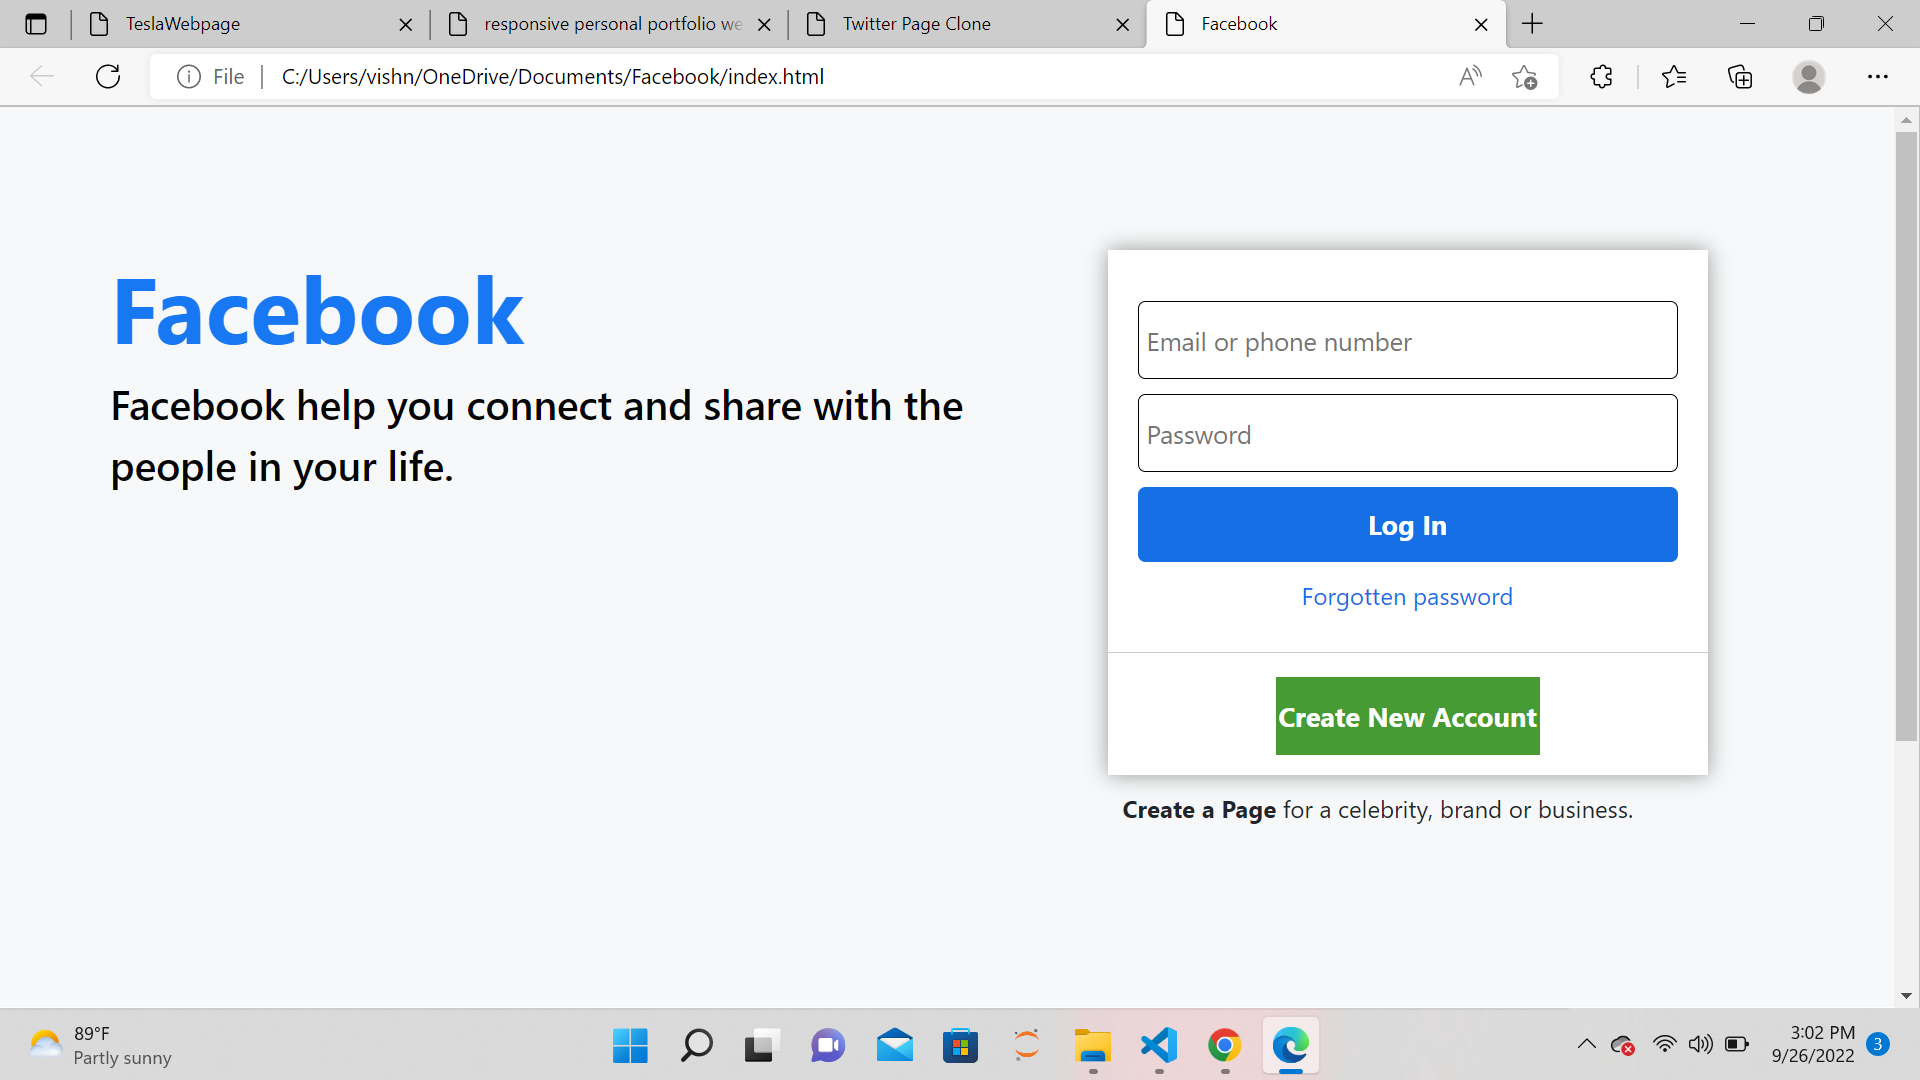 TeslaWebpage
responsive personal portfolio we
Twitter Page Clone
Facebook
File
C:/Users/vishn/OneDrive/Documents/Facebook/index.html
Facebook
Facebook help you connect and share with the
people in your life.
Email or phone number
Password
Log In
Forgotten password
Create New Account
Create a Page for a celebrity, brand or business.
89°F
Partly sunny
3:02 PM
9/26/2022
3